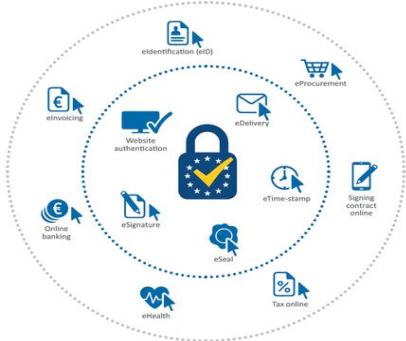 eIdentification (eID)
eProcurement
eInvoicing
eDelivery
Website
authentication
eTime-stamp
Signing
contract
online
Online
banking
eSignature
eSeal
eHealth
Tax online